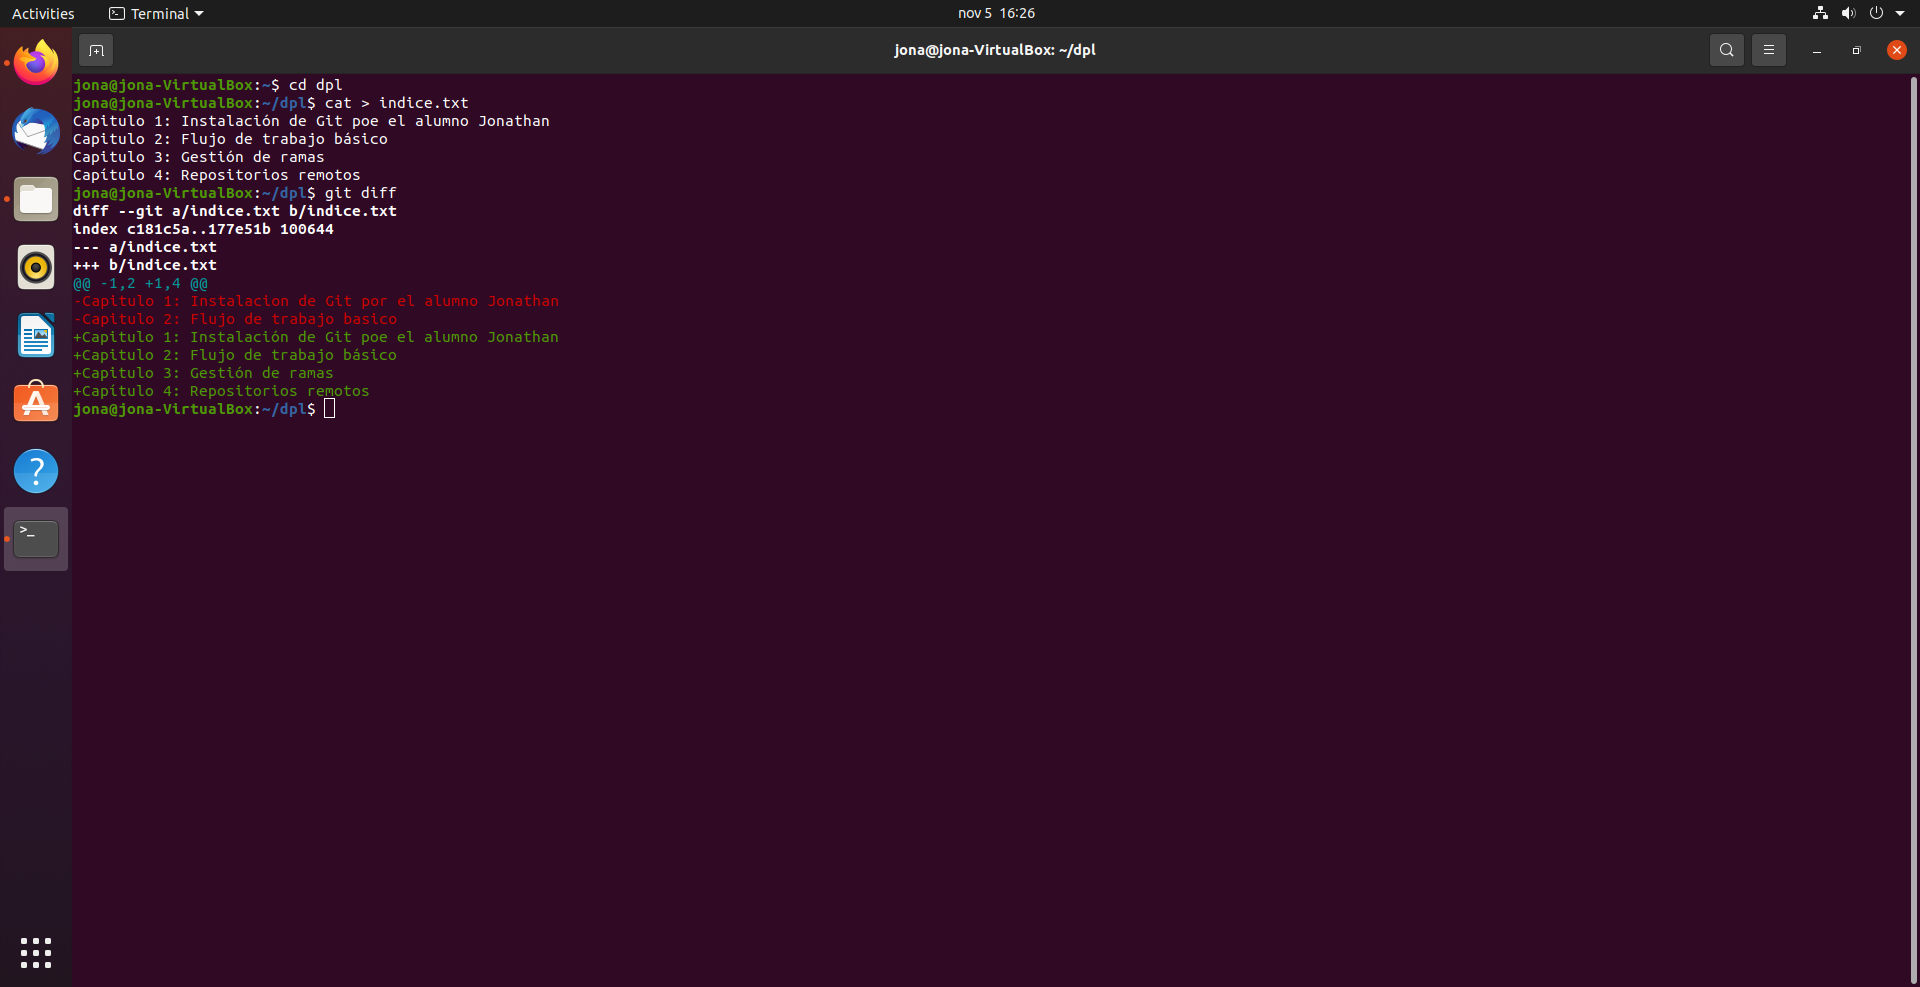 Activities
Terminal
nov 5 16:26
jona@jona-VirtualBox: ~/dpl
jona@jona-VirtualBox:~$ cd dpl
jona@jona-VirtualBox:~/dpl$ cat > indice.txt
Capitulo 1: Instalación de Git poe el alumno Jonathan
Capitulo 2: Flujo de trabajo básico
Capitulo 3: Gestión de ramas
Capítulo 4: Repositorios remotos
jona@jona-VirtualBox:~/dpl$ git diff
diff --git a/indice.txt b/indice.txt
index c181c5a..177e51b 100644
--- a/indice.txt
+++ b/indice.txt
@@ -1,2 +1,4 @@
-Capitulo 1: Instalacion de Git por el alumno Jonathan
-Capitulo 2: Flujo de trabajo basico
+Capitulo 1: Instalación de Git poe el alumno Jonathan
+Capitulo 2: Flujo de trabajo básico
+Capitulo 3: Gestión de ramas
+Capítulo 4: Repositorios remotos
jona@jona-VirtualBox:~/dpl$